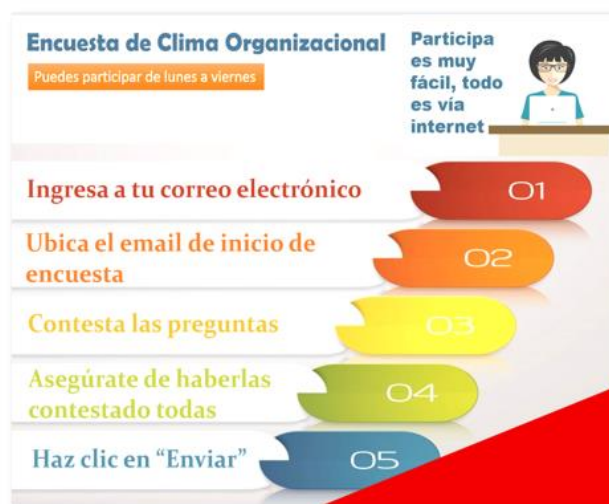 Encuesta de Clima Organizacional
Puedes participar de lunes a viernes
Participa
es muy
fácil, todo
es vía
internet
Ingresa a tu correo electrónico
01
Ubica el email de inicio de
encuesta
02
Contesta las preguntas
03
Asegúrate de haberlas
contestado todas
04
Haz clic en “Enviar”
05